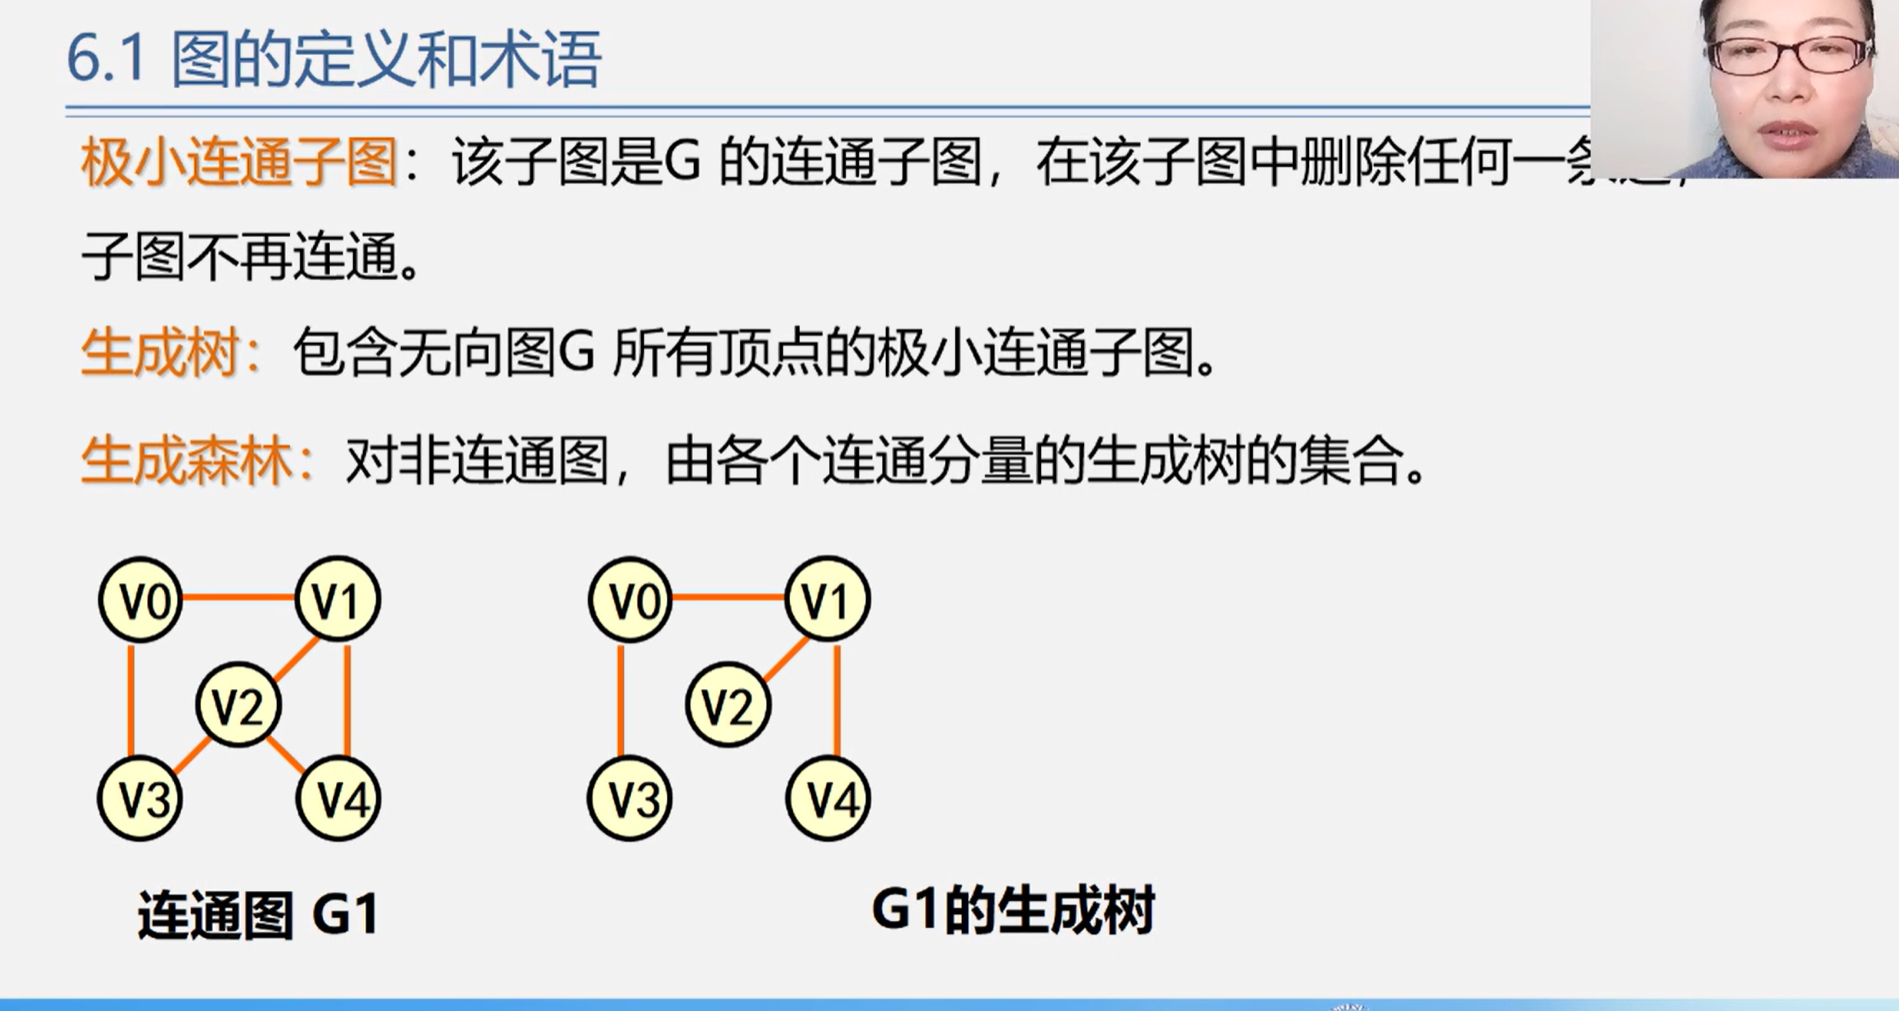 6.1 图的定义和术语
极小连通子图：该子图是G 的连通子图，在该子图中删除任何一条
子图不再连通。
生成树：包含无向图G 所有顶点的极小连通子图。
生成森林：对非连通图，由各个连通分量的生成树的集合。
V0 V1 V0 V1
V2 V2
V3 V4 V3 V4
连通图 G1
G1的生成树